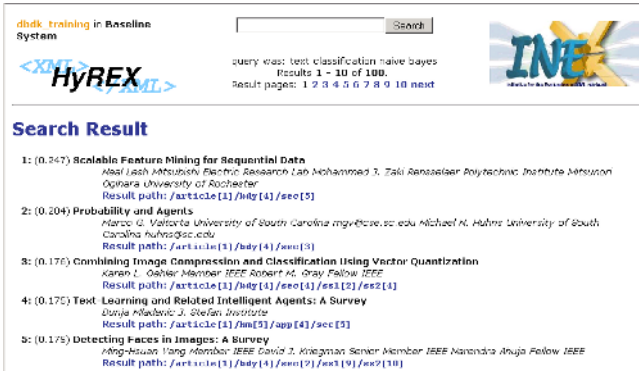 dhdk_training in Baseline
System
Search
<XML>
HyREX
</XML>
query was: text classification naive bayes
Results 1 - 10 of 100.
Result pages: 1 2 3 4 5 6 7 8 9 10 next
INEX
Search Result
1: (0.247) Scalable Feature Mining for Sequential Data
Neal Lesh Mitsubishi Electric Research Lab Mohammed J. Zaki Rensselaer Polytechnic Institute Mitsunori
Ogihara University of Rochester
Result path: /article[1]/bdy[4]/sec[5]
2: (0.204) Probability and Agents
Marco G. Valtorta University of South Carolina mgv@cse.sc.edu Michael N. Huhns University of South
Carolina huhns@sc.edu
Result path: /article[1]/bdy[4]/sec[3]
3: (0.176) Combining Image Compression and Classification Using Vector Quantization
Karen L. Oehler Member IEEE Robert M. Gray Fellow IEEE
Result path: /article[1]/bdy[4]/sec[4]/ss1[2]/ss2[4]
4: (0.175) Text-Learning and Related Intelligent Agents: A Survey
Dunja Mladenic J. Stefan Institute
Result path: /article[1]/bm[5]/app[4]/sec[5]
5: (0.175) Detecting Faces in Images: A Survey
Ming-Hsuan Yang Member IEEE David J. Kriegman Senior Member IEEE Narendra Ahuja Fellow IEEE
Result path: /article[1]/bdy[4]/sec[2]/ss1[9]/ss2[10]